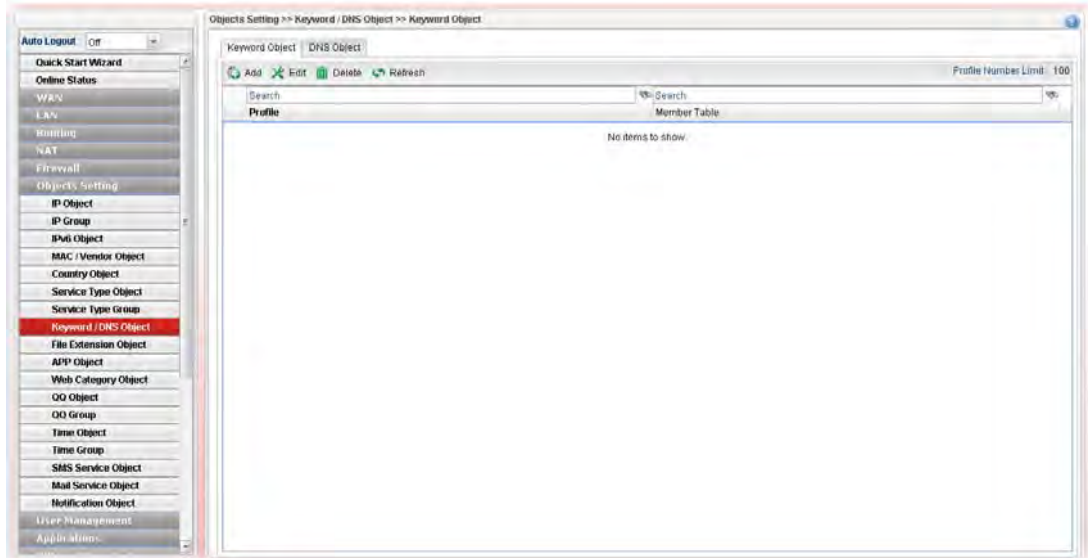 Objects Setting >> Keyword / DNS Object >> Keyword Object
Auto Logout Off
Quick Start Wizard
Online Status
WAN
LAN
Routing
NAT
Firewall
Objects Setting
IP Object
IP Group
IPv6 Object
MAC / Vendor Object
Country Object
Service Type Object
Service Type Group
Keyword / DNS Object
File Extension Object
APP Object
Web Category Object
QQ Object
QQ Group
Time Object
Time Group
SMS Service Object
Mail Service Object
Notification Object
User Management
Applications
Keyword Object DNS Object
Add Edit Delete Refresh Profile Number Limit 100
Search Search
Profile Member Table
No items to show.